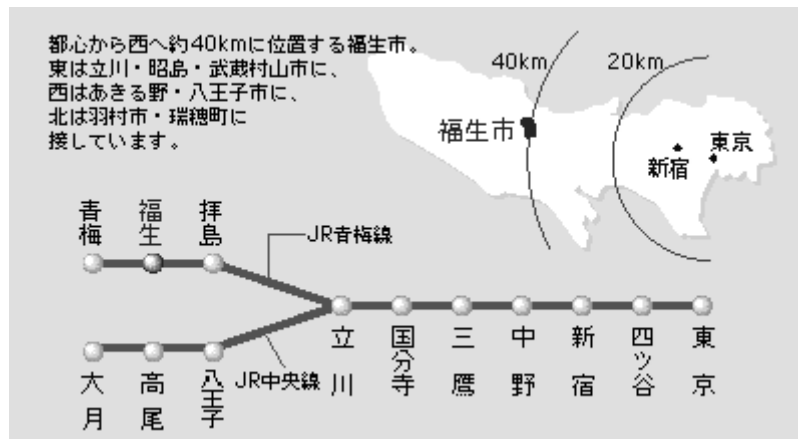 都心から西へ約40kmに位置する福生市。
東は立川・昭島・武蔵村山市に、
西はあきる野・八王子市に、
北は羽村市・瑞穂町に
接しています。
40km
20km
福生市
新宿
東京
青梅
福生
拝島
JR青梅線
立川
国分寺
三鷹
中野
新宿
四ツ谷
東京
大月
高尾
八王子
JR中央線